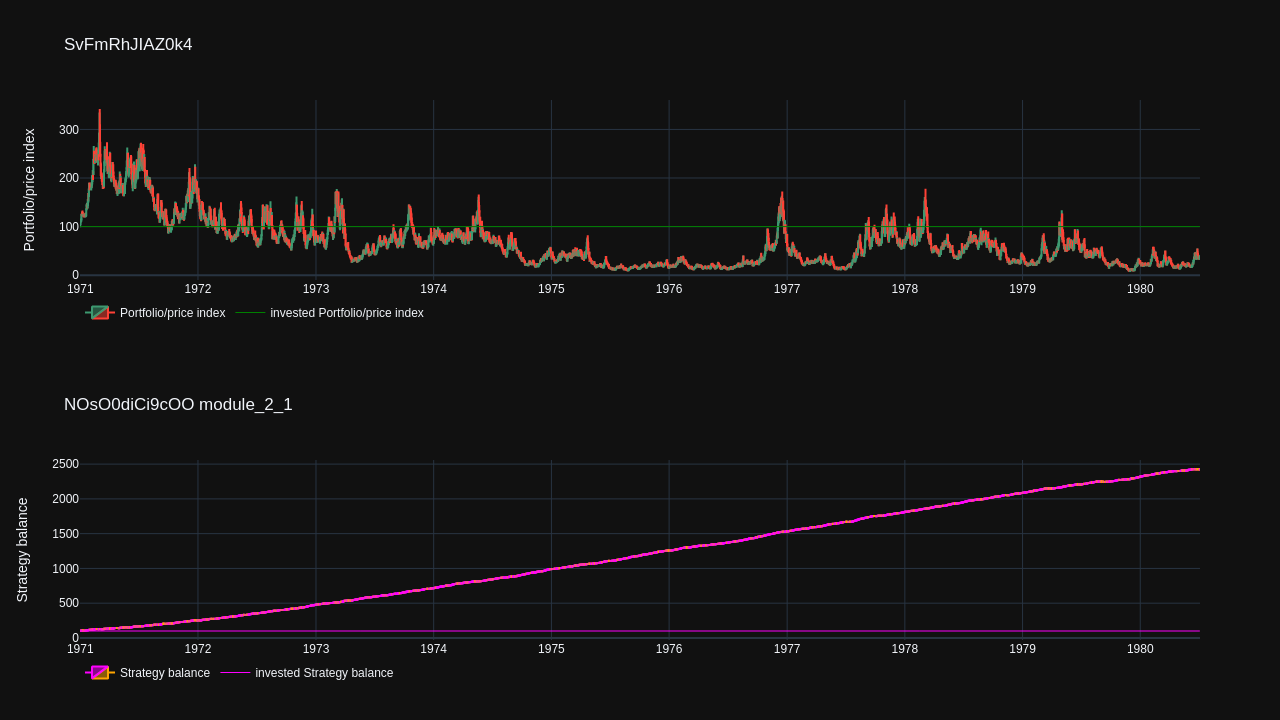 SvFmRhJIAZ0k4
Portfolio/price index
300
200
100
0
1971 1972 1973 1974 1975 1976 1977 1978 1979 1980
Portfolio/price index invested Portfolio/price index
NOsO0diCi9cOO module_2_1
Strategy balance
2500
2000
1500
1000
500
0
1971 1972 1973 1974 1975 1976 1977 1978 1979 1980
Strategy balance invested Strategy balance